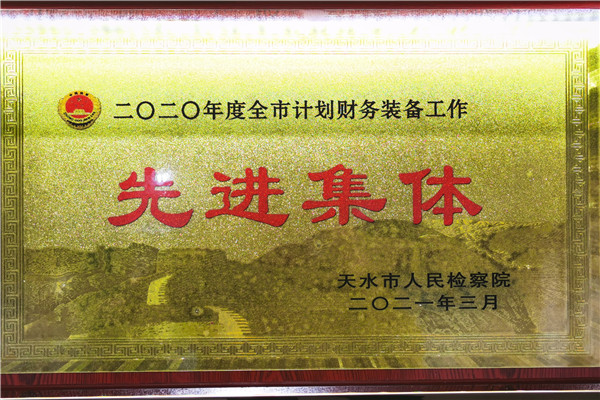 二〇二〇年度全市计划财务装备工作
先进集体
天水市人民检察院
二〇二一年三月